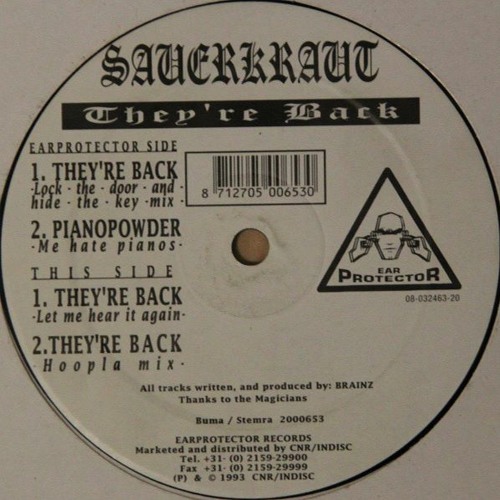 SAUERKRAUT
They're Back
EARPROTECTOR SIDE
1. THEY'RE BACK
-Lock - the - door - and -
hide - the - key - mix -
2. PIANOPOWDER
-Me hate pianos-
THIS SIDE
1. THEY'RE BACK
-Let me hear it again-
2.THEY'RE BACK
-Hoopla mix-
8 712705 006530
EAR
PROTECTOR
08-032463-20
All tracks written, and produced by: BRAINZ
Thanks to the Magicians
Buma / Stemra 2000653
EARPROTECTOR RECORDS
Marketed and distributed by CNR/INDISC
Tel. +31- (0) 2159-29900
Fax +31- (0) 2159-29999
(P) & © 1993 CNR/INDISC